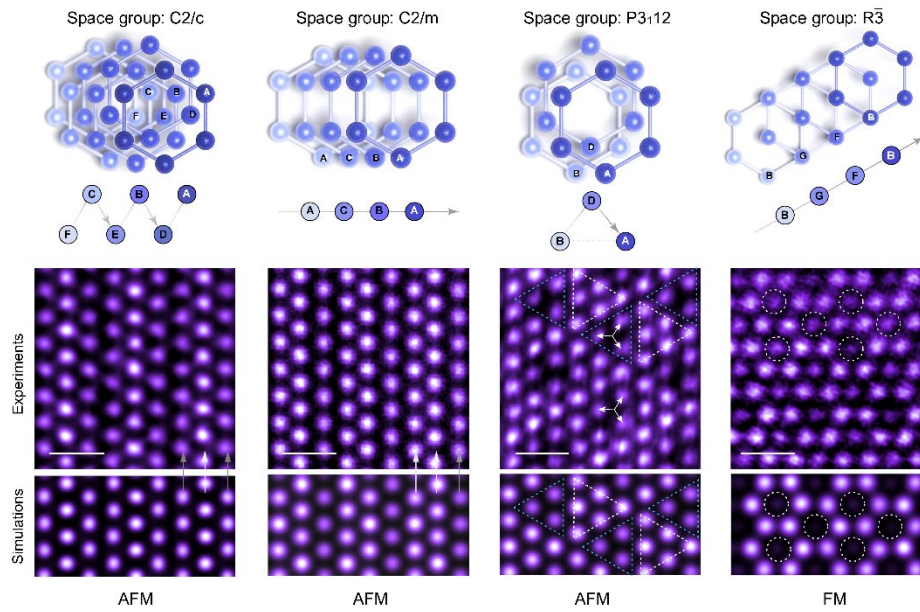 Space group: C2/c
Space group: C2/m
Space group: P3₁12
Space group: R3̅
C B A
F E D
A C B A
D
B A
B G F B
C B A
F E D
A C B A
D
B A
B G F B
Experiments
Simulations
AFM
AFM
AFM
FM